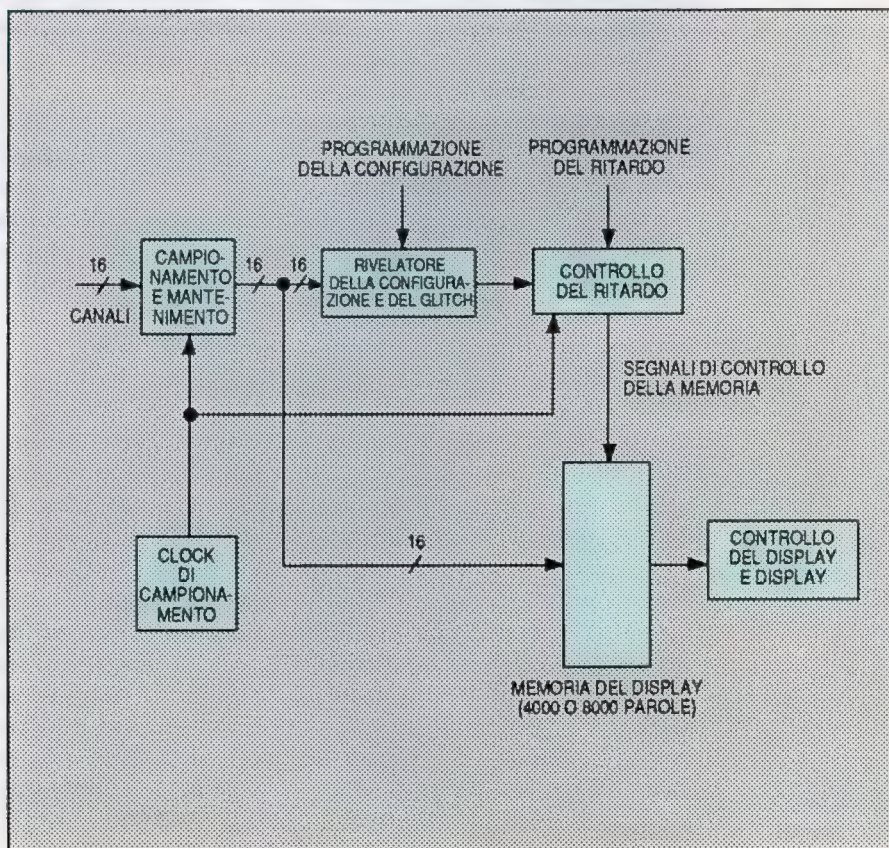 PROGRAMMAZIONE
DELLA CONFIGURAZIONE
PROGRAMMAZIONE
DEL RITARDO
16
CANALI
CAMPIO-
NAMENTO
E MANTE-
NIMENTO
16
16
RIVELATORE
DELLA CONFIGURA-
ZIONE E DEL GLITCH
CONTROLLO
DEL RITARDO
SEGNALI DI CONTROLLO
DELLA MEMORIA
CLOCK
DI
CAMPIONA-
MENTO
16
CONTROLLO
DEL DISPLAY
E DISPLAY
MEMORIA DEL DISPLAY
(4000 O 8000 PAROLE)